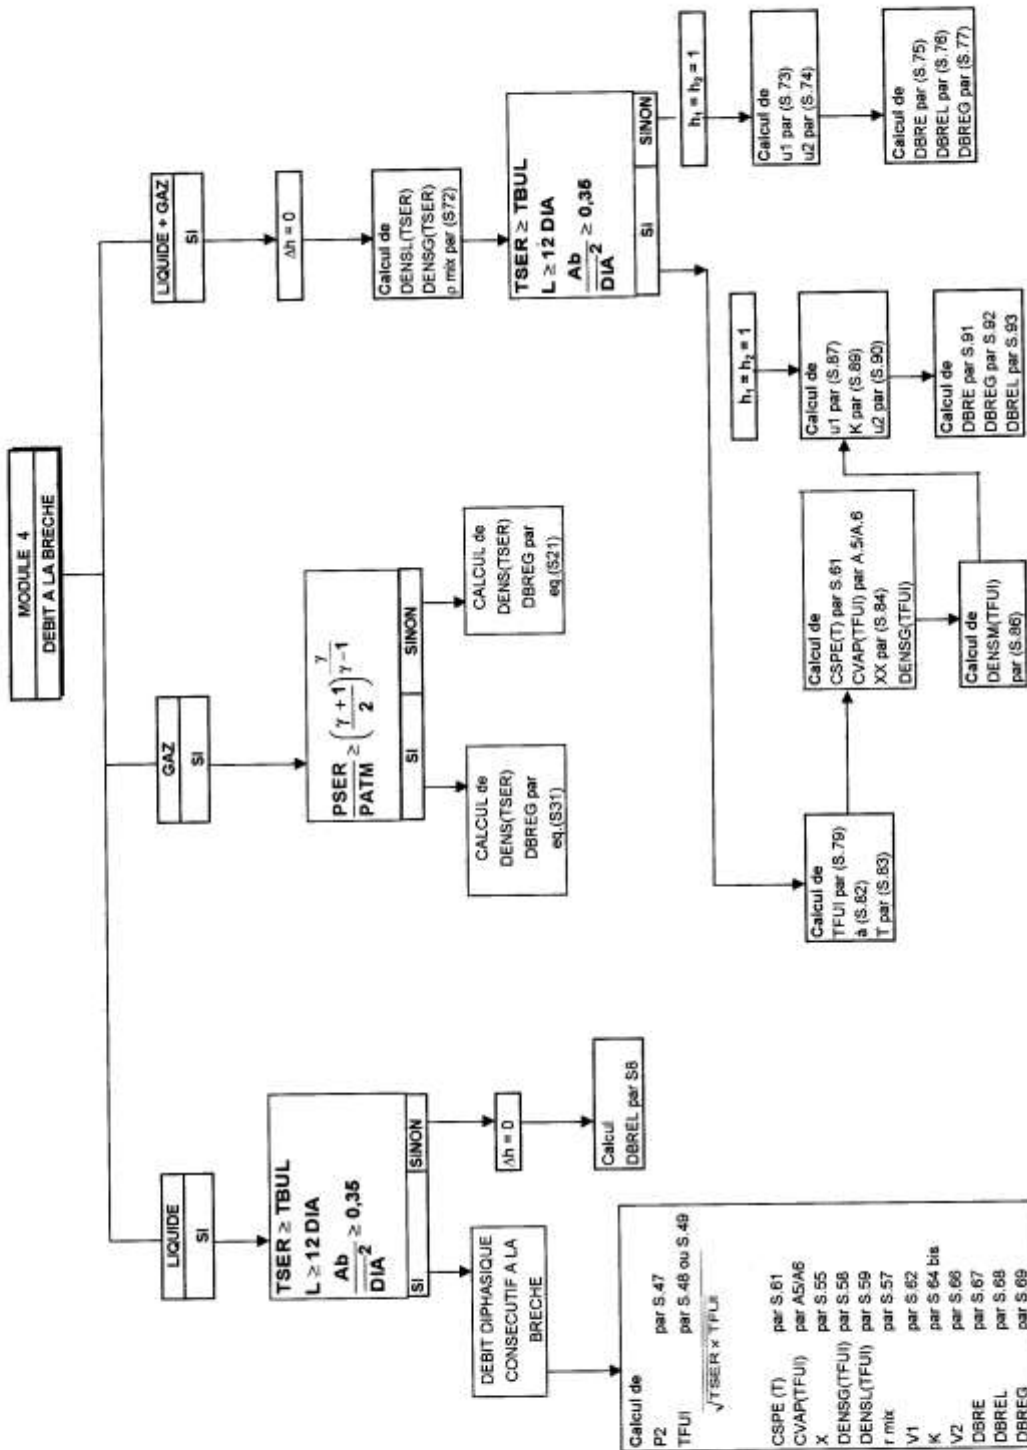 MODULE 4
DEBIT A LA BRECHE
LIQUIDE
SI
TSER ≥ TBUL
L ≥ 12 DIA
Ab / DIA² ≥ 0,35
SI
SINON
DEBIT DIPHASIQUE
CONSECUTIF A LA
BRECHE
Δh = 0
Calcul
DBREL par S8
Calcul de
P2 par S.47
TFUI par S.48 ou S.49
√TSER x TFUI
CSPE (T) par S.61
CVAP(TFUI) par A5/A6
X par S.55
DENSG(TFUI) par S.58
DENSL(TFUI) par S.59
r mix par S.57
V1 par S.62
K par S 64 bis
V2 par S.66
DBRE par S.67
DBREL par S.68
DBREG par S.69
GAZ
SI
PSER / PATM ≥ ((γ + 1) / 2)^(γ / (γ − 1))
SI
SINON
CALCUL de
DENS(TSER)
DBREG par
eq.(S31)
CALCUL de
DENS(TSER)
DBREG par
eq.(S21)
LIQUIDE + GAZ
SI
Δh = 0
Calcul de
DENSL(TSER)
DENSG(TSER)
ρ mix par (S72)
TSER ≥ TBUL
L ≥ 12 DIA
Ab / DIA² ≥ 0,35
SI
SINON
h₁ = h₂ = 1
Calcul de
u1 par (S.73)
u2 par (S.74)
Calcul de
DBRE par (S.75)
DBREL par (S.76)
DBREG par (S.77)
Calcul de
TFUI par (S.79)
à (S.82)
T par (S.83)
Calcul de
CSPE(T) par S.61
CVAP(TFUI) par A.5/A.6
XX par (S.84)
DENSG(TFUI)
Calcul de
DENSM(TFUI)
par (S.86)
h₁ = h₂ = 1
Calcul de
u1 par (S.87)
K par (S.89)
u2 par (S.90)
Calcul de
DBRE par S.91
DBREG par S.92
DBREL par S.93